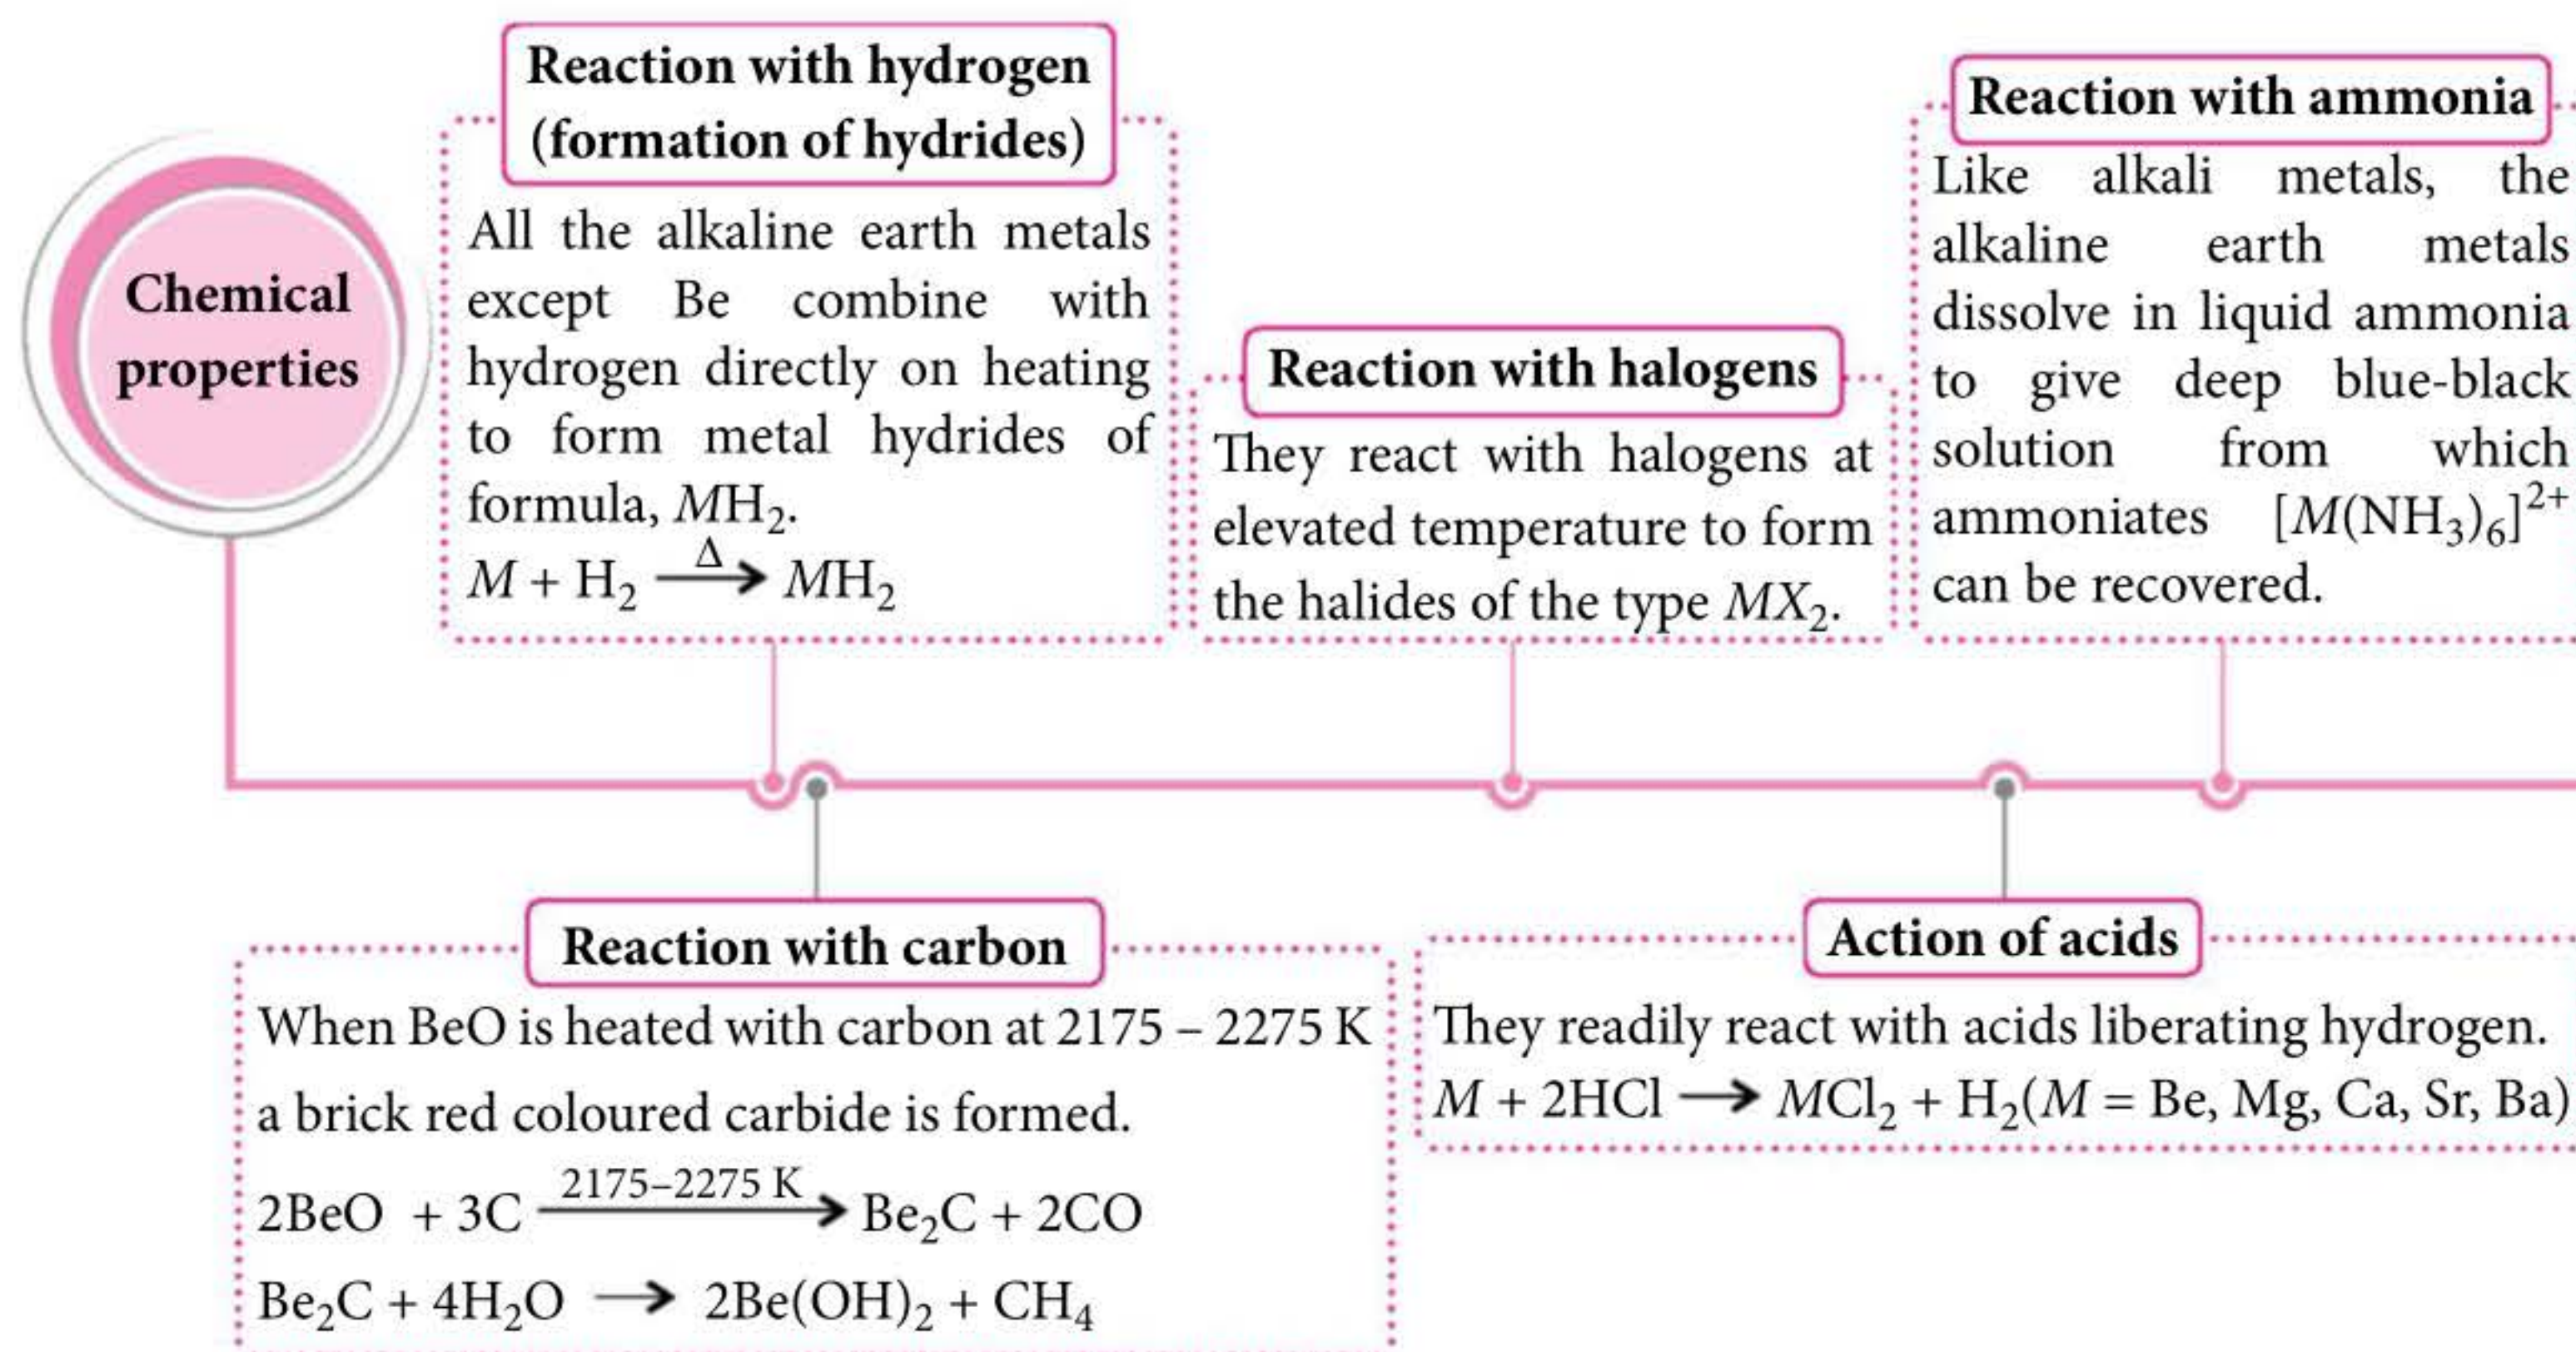 Chemical
properties
Reaction with hydrogen
(formation of hydrides)
All the alkaline earth metals
except Be combine with
hydrogen directly on heating
to form metal hydrides of
formula, MH₂.
M + H₂ —Δ→ MH₂
Reaction with halogens
They react with halogens at
elevated temperature to form
the halides of the type MX₂.
Reaction with ammonia
Like alkali metals, the
alkaline earth metals
dissolve in liquid ammonia
to give deep blue-black
solution from which
ammoniates [M(NH₃)₆]²⁺
can be recovered.
Reaction with carbon
When BeO is heated with carbon at 2175 – 2275 K
a brick red coloured carbide is formed.
2BeO + 3C —2175–2275 K→ Be₂C + 2CO
Be₂C + 4H₂O → 2Be(OH)₂ + CH₄
Action of acids
They readily react with acids liberating hydrogen.
M + 2HCl → MCl₂ + H₂(M = Be, Mg, Ca, Sr, Ba)